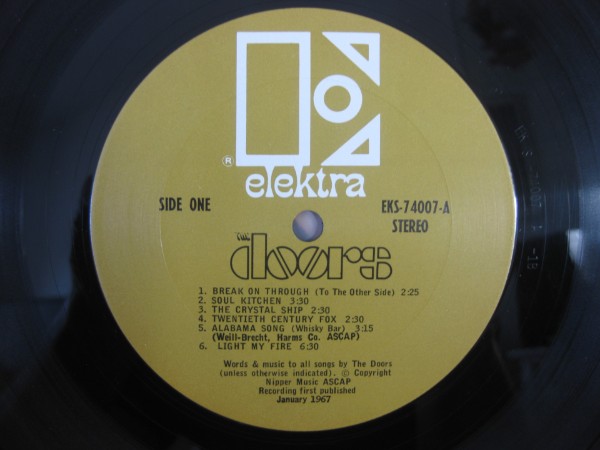 ®
elektra
SIDE ONE
EKS-74007-A
STEREO
THE
doors
1. BREAK ON THROUGH (To The Other Side) 2:25
2. SOUL KITCHEN 3:30
3. THE CRYSTAL SHIP 2:30
4. TWENTIETH CENTURY FOX 2:30
5. ALABAMA SONG (Whisky Bar) 3:15
(Weill-Brecht, Harms Co. ASCAP)
6. LIGHT MY FIRE 6:30
Words & music to all songs by The Doors
(unless otherwise indicated). © Copyright
Nipper Music ASCAP
Recording first published
January 1967